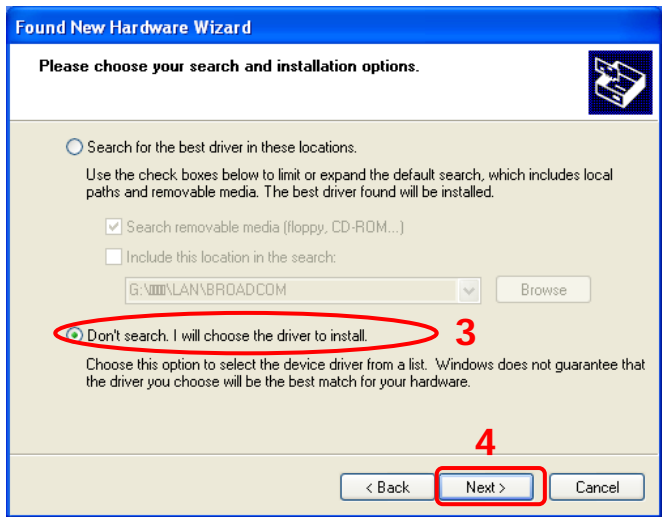 Found New Hardware Wizard
Please choose your search and installation options.
Search for the best driver in these locations.
Use the check boxes below to limit or expand the default search, which includes local
paths and removable media. The best driver found will be installed.
Search removable media (floppy, CD-ROM...)
Include this location in the search:
\LAN\BROADCOM
Browse
Don't search. I will choose the driver to install.
3
Choose this option to select the device driver from a list. Windows does not guarantee that
the driver you choose will be the best match for your hardware.
4
< Back
Next >
Cancel